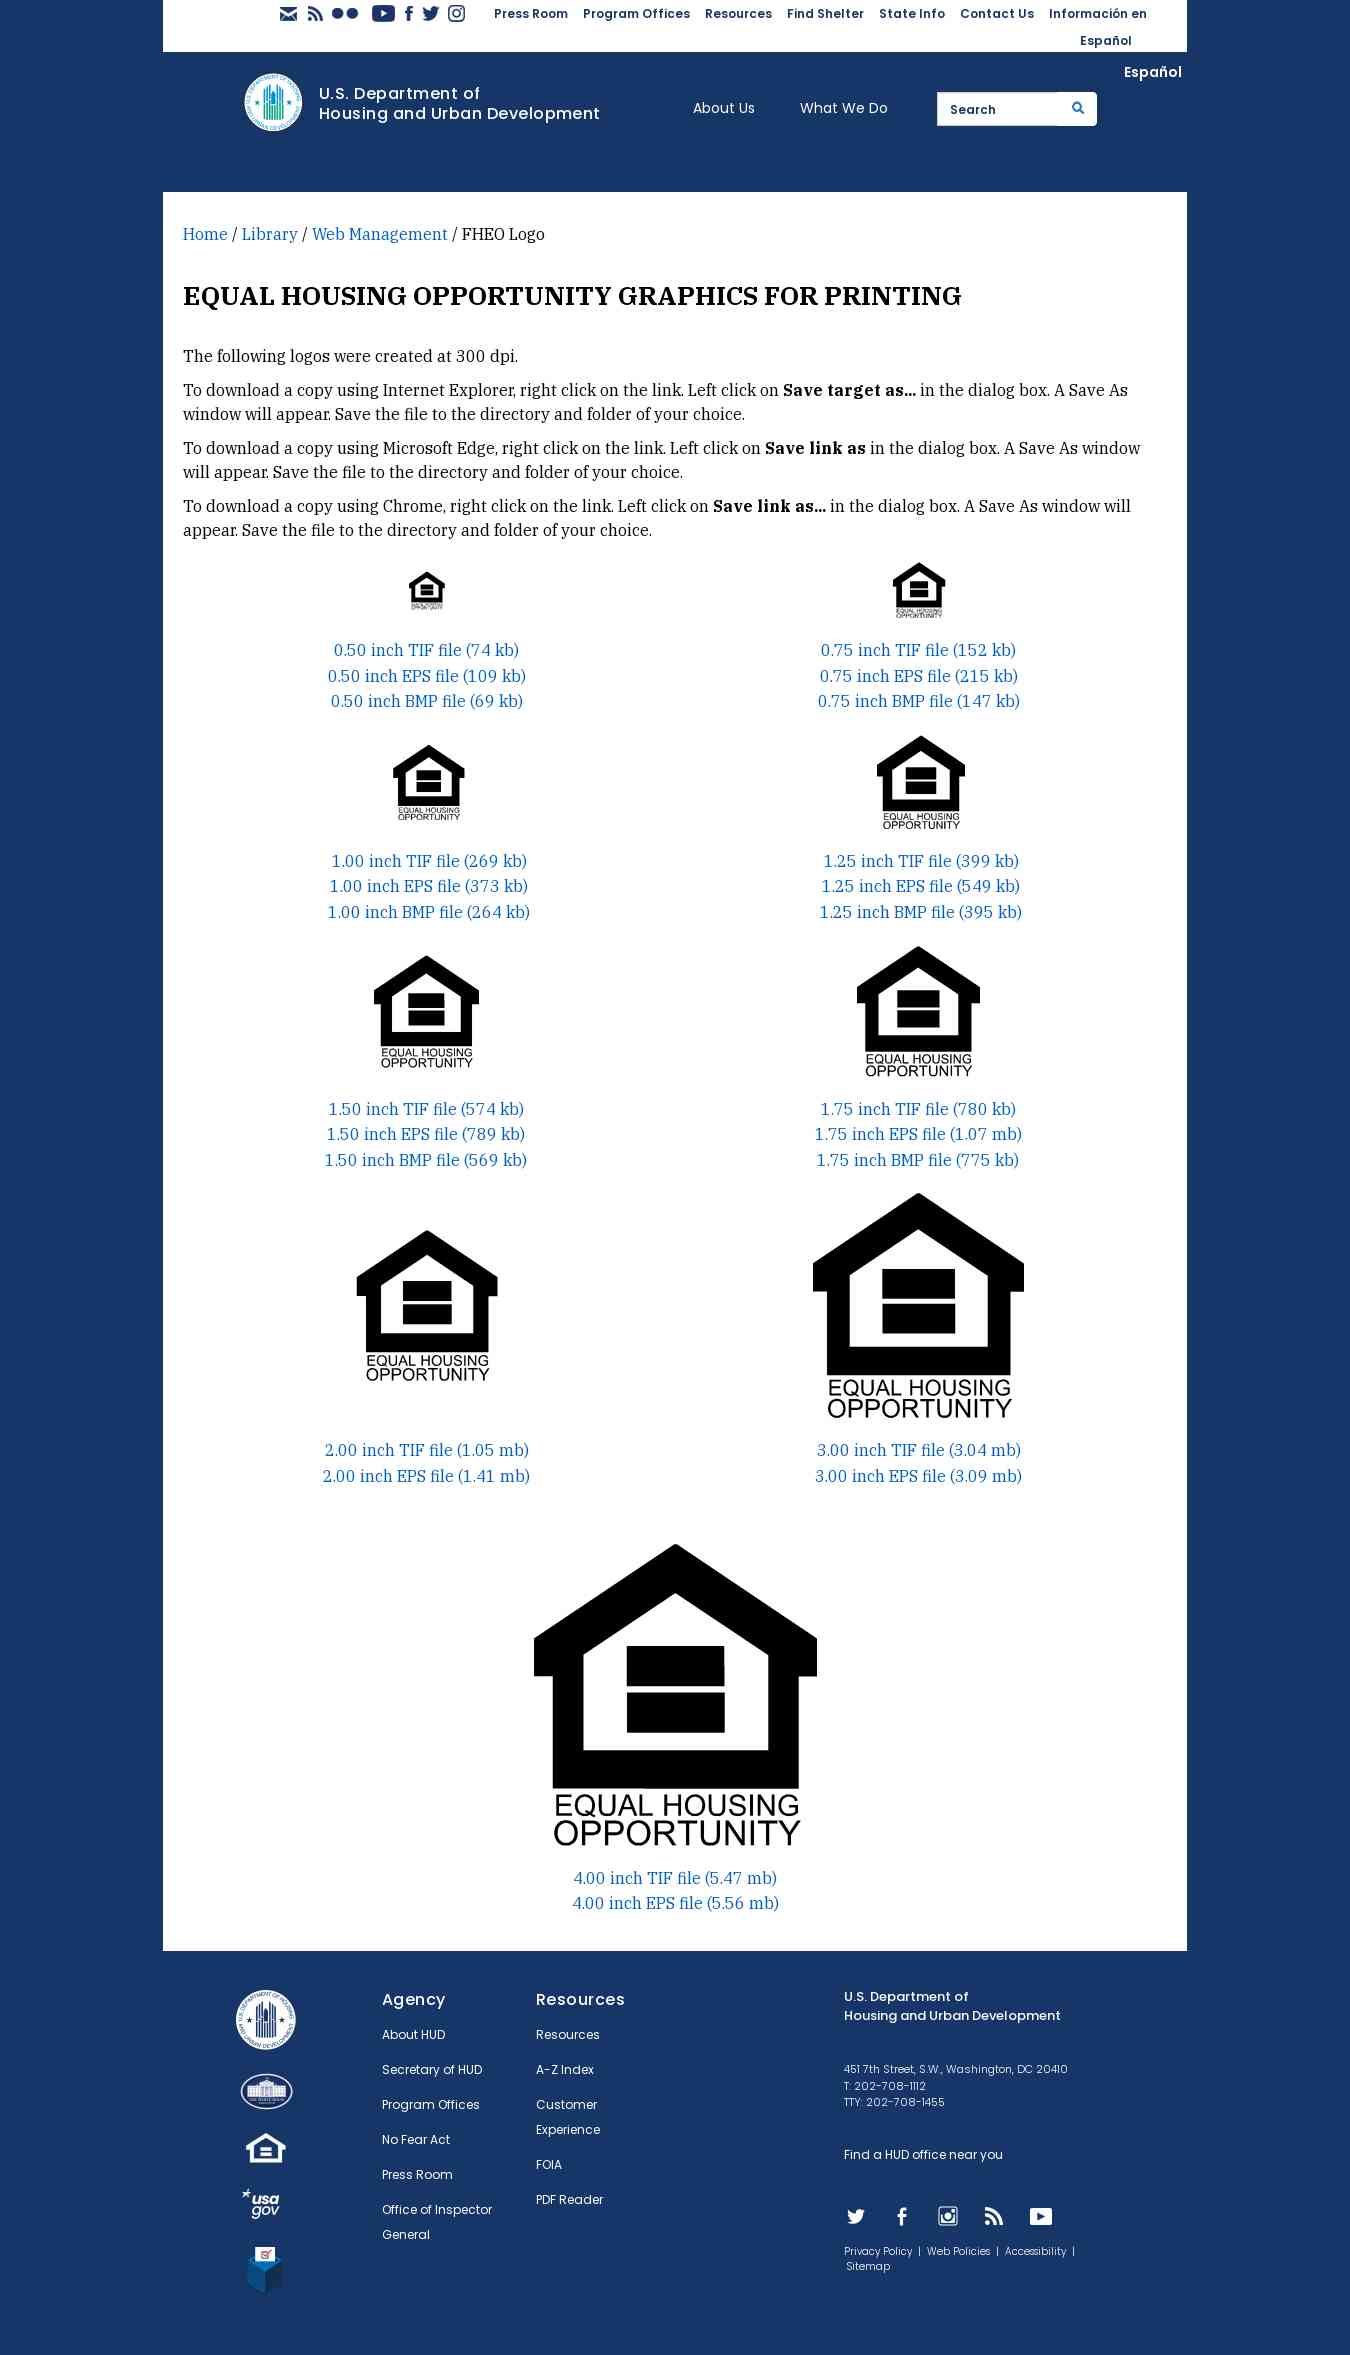 Press Room Program Offices Resources Find Shelter State Info Contact Us Información en
Español
Español
U.S. Department of
Housing and Urban Development
About Us What We Do Search
Home / Library / Web Management / FHEO Logo
EQUAL HOUSING OPPORTUNITY GRAPHICS FOR PRINTING
The following logos were created at 300 dpi.
To download a copy using Internet Explorer, right click on the link. Left click on Save target as... in the dialog box. A Save As
window will appear. Save the file to the directory and folder of your choice.
To download a copy using Microsoft Edge, right click on the link. Left click on Save link as in the dialog box. A Save As window
will appear. Save the file to the directory and folder of your choice.
To download a copy using Chrome, right click on the link. Left click on Save link as... in the dialog box. A Save As window will
appear. Save the file to the directory and folder of your choice.
EQUAL HOUSING
OPPORTUNITY
0.50 inch TIF file (74 kb)
0.50 inch EPS file (109 kb)
0.50 inch BMP file (69 kb)
EQUAL HOUSING
OPPORTUNITY
0.75 inch TIF file (152 kb)
0.75 inch EPS file (215 kb)
0.75 inch BMP file (147 kb)
EQUAL HOUSING
OPPORTUNITY
1.00 inch TIF file (269 kb)
1.00 inch EPS file (373 kb)
1.00 inch BMP file (264 kb)
EQUAL HOUSING
OPPORTUNITY
1.25 inch TIF file (399 kb)
1.25 inch EPS file (549 kb)
1.25 inch BMP file (395 kb)
EQUAL HOUSING
OPPORTUNITY
1.50 inch TIF file (574 kb)
1.50 inch EPS file (789 kb)
1.50 inch BMP file (569 kb)
EQUAL HOUSING
OPPORTUNITY
1.75 inch TIF file (780 kb)
1.75 inch EPS file (1.07 mb)
1.75 inch BMP file (775 kb)
EQUAL HOUSING
OPPORTUNITY
2.00 inch TIF file (1.05 mb)
2.00 inch EPS file (1.41 mb)
EQUAL HOUSING
OPPORTUNITY
3.00 inch TIF file (3.04 mb)
3.00 inch EPS file (3.09 mb)
EQUAL HOUSING
OPPORTUNITY
4.00 inch TIF file (5.47 mb)
4.00 inch EPS file (5.56 mb)
usa
gov
Agency
About HUD
Secretary of HUD
Program Offices
No Fear Act
Press Room
Office of Inspector
General
Resources
Resources
A-Z Index
Customer
Experience
FOIA
PDF Reader
U.S. Department of
Housing and Urban Development
451 7th Street, S.W., Washington, DC 20410
T: 202-708-1112
TTY: 202-708-1455
Find a HUD office near you
Privacy Policy | Web Policies | Accessibility |
Sitemap